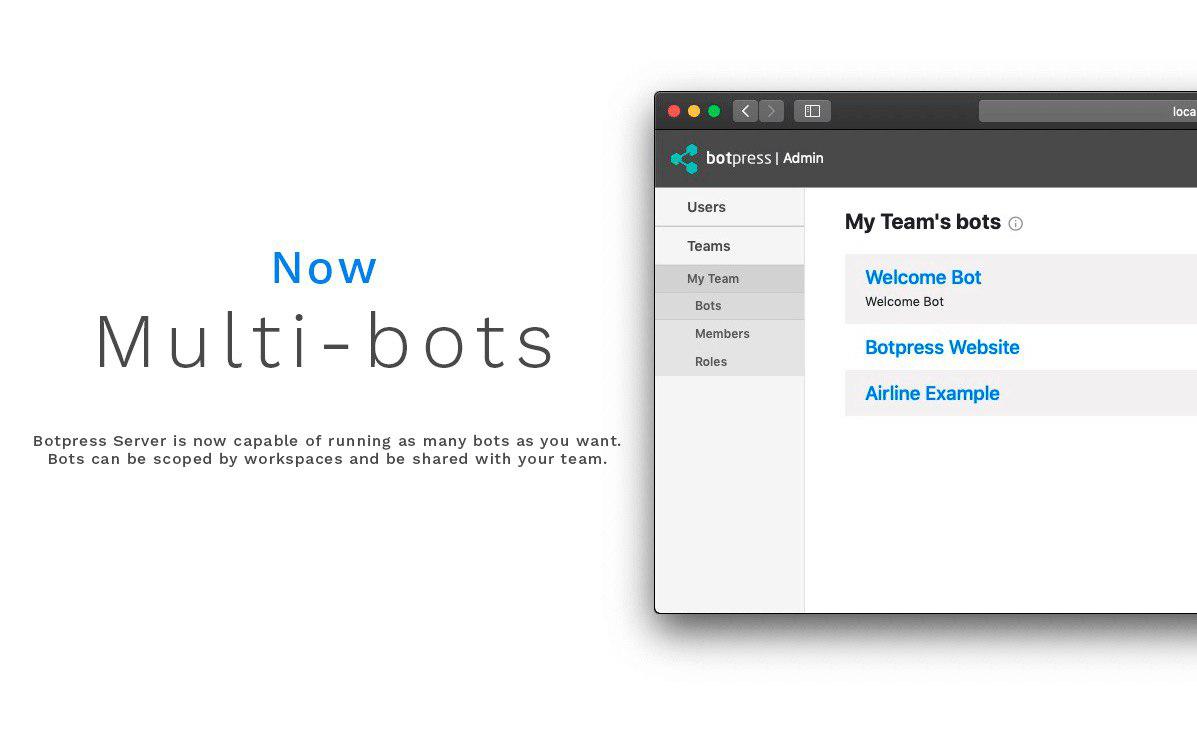 Now
Multi-bots
Botpress Server is now capable of running as many bots as you want.
Bots can be scoped by workspaces and be shared with your team.
loca
botpress | Admin
Users
Teams
My Team
Bots
Members
Roles
My Team's bots
Welcome Bot
Welcome Bot
Botpress Website
Airline Example